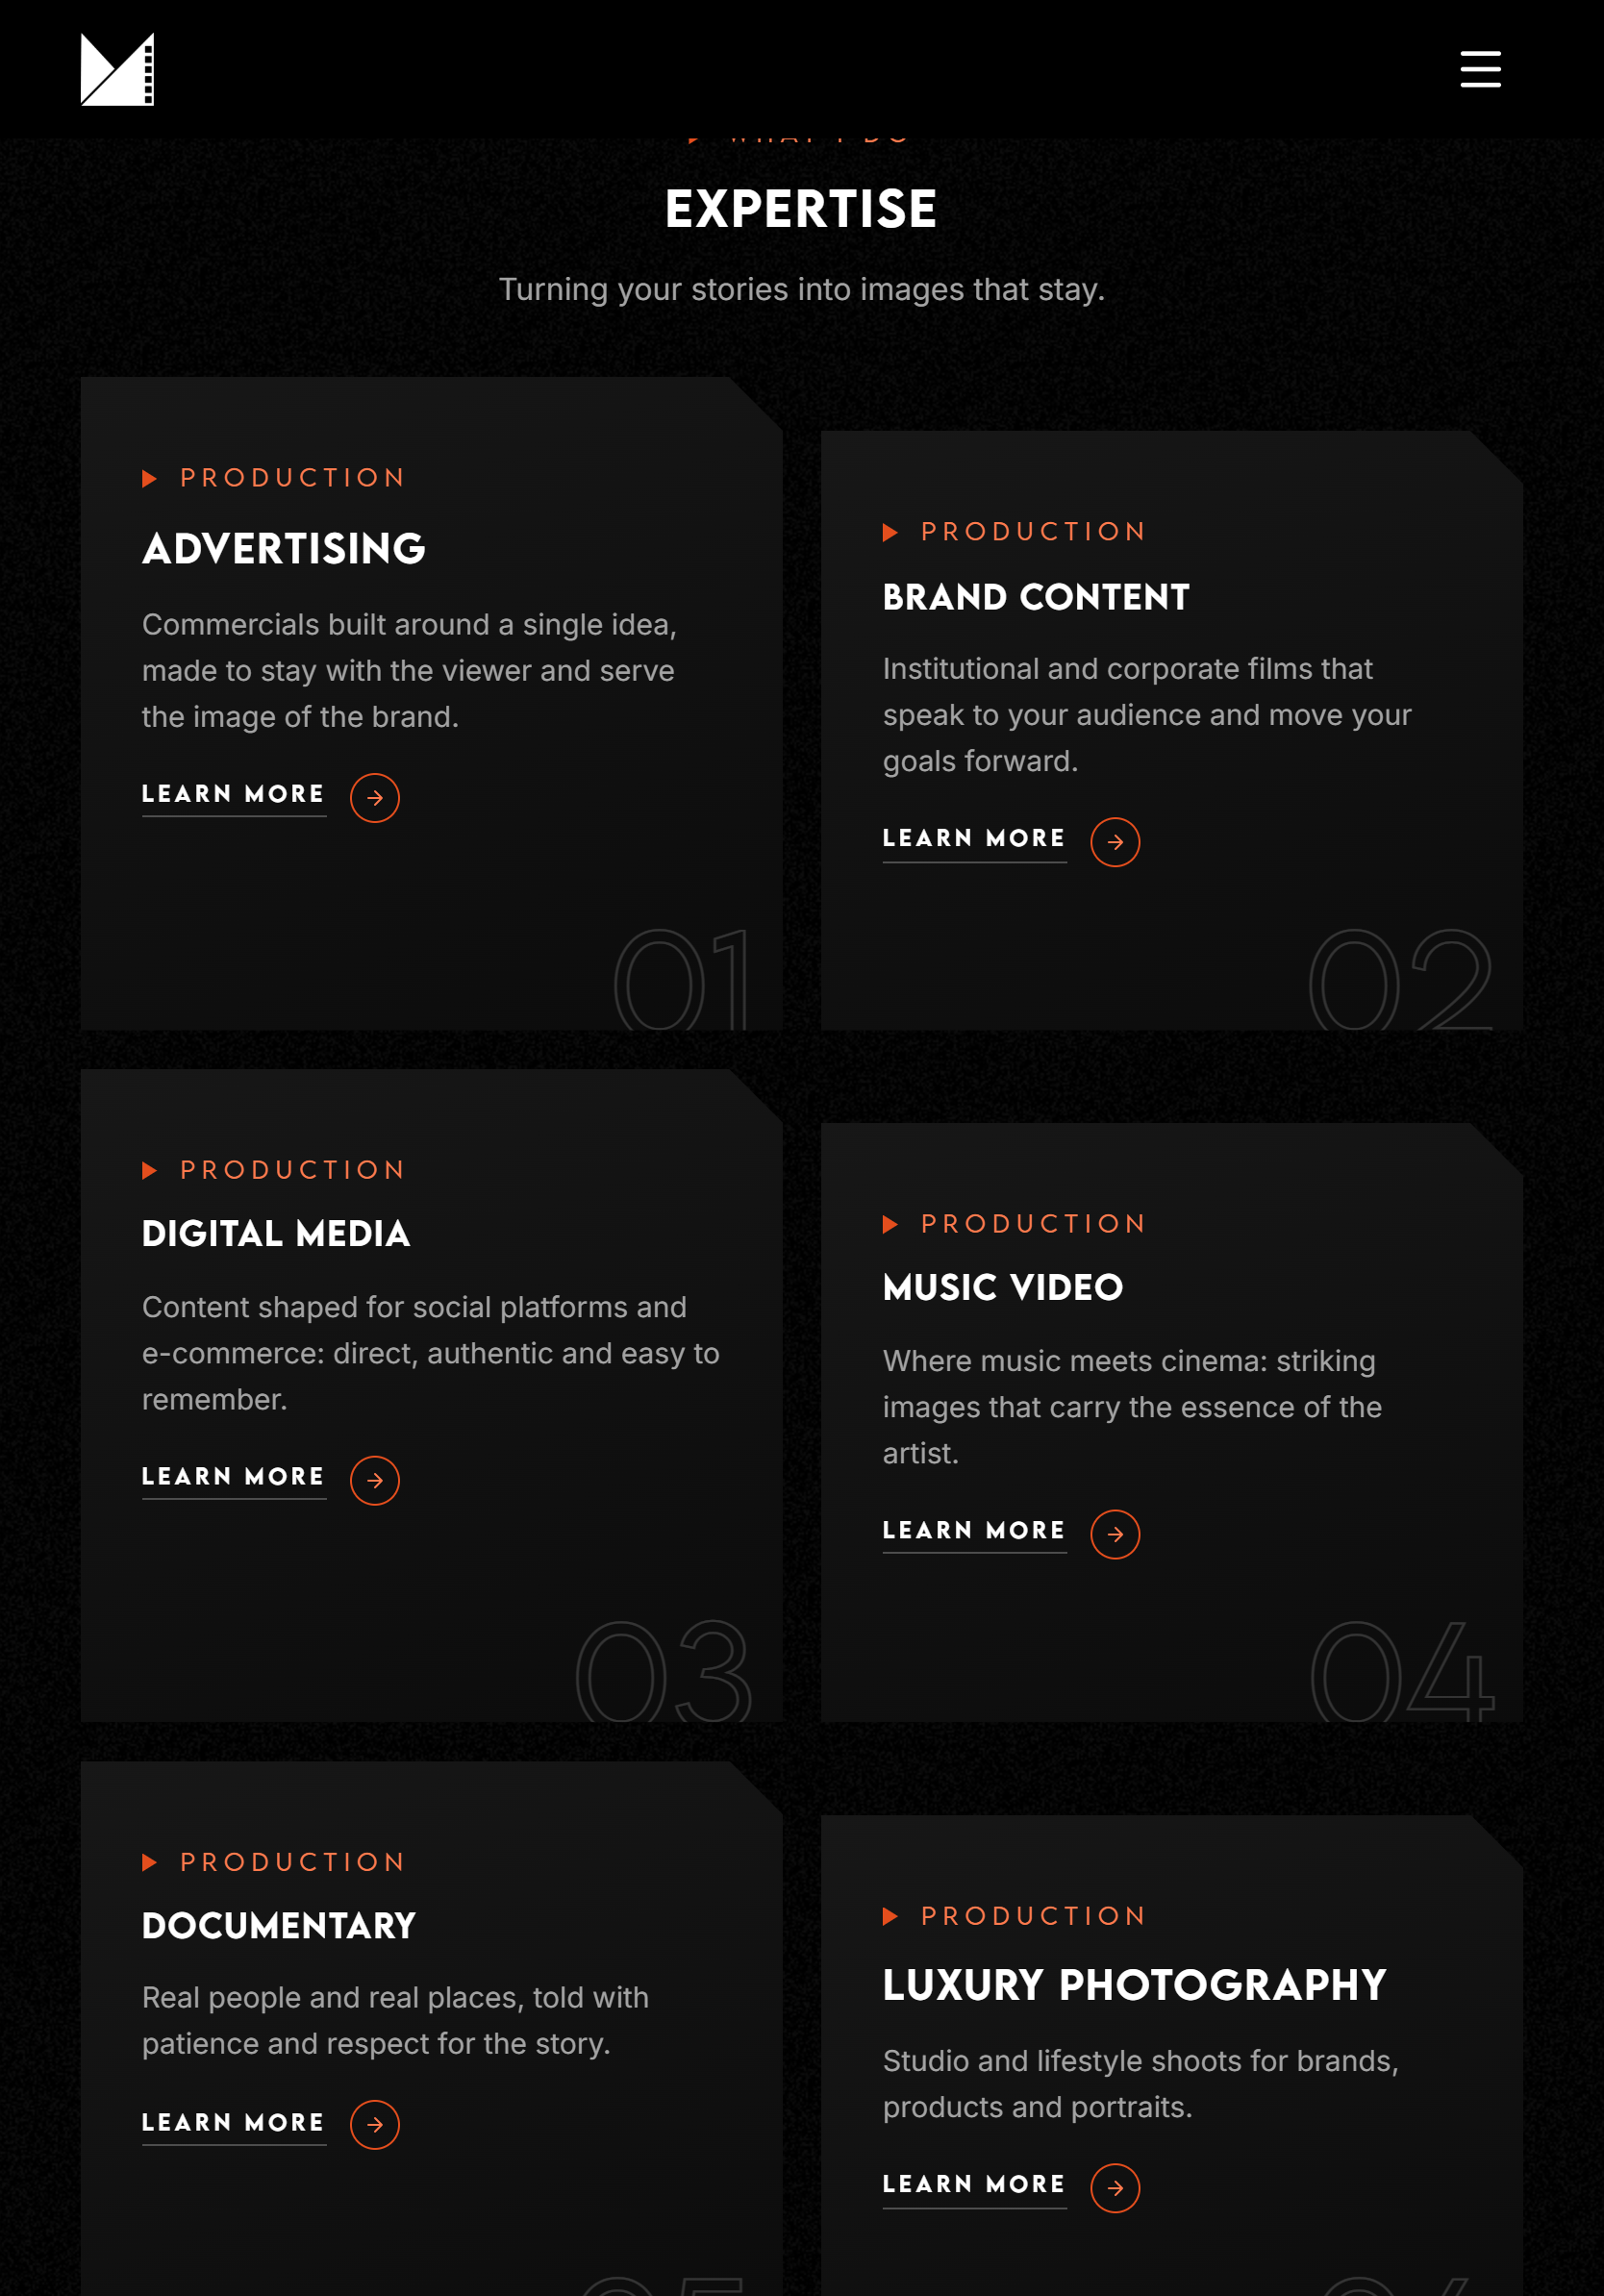 WHAT I DO
EXPERTISE
Turning your stories into images that stay.
PRODUCTION
ADVERTISING
Commercials built around a single idea,
made to stay with the viewer and serve
the image of the brand.
LEARN MORE
01
PRODUCTION
BRAND CONTENT
Institutional and corporate films that
speak to your audience and move your
goals forward.
LEARN MORE
02
PRODUCTION
DIGITAL MEDIA
Content shaped for social platforms and
e-commerce: direct, authentic and easy to
remember.
LEARN MORE
03
PRODUCTION
MUSIC VIDEO
Where music meets cinema: striking
images that carry the essence of the
artist.
LEARN MORE
04
PRODUCTION
DOCUMENTARY
Real people and real places, told with
patience and respect for the story.
LEARN MORE
05
PRODUCTION
LUXURY PHOTOGRAPHY
Studio and lifestyle shoots for brands,
products and portraits.
LEARN MORE
06